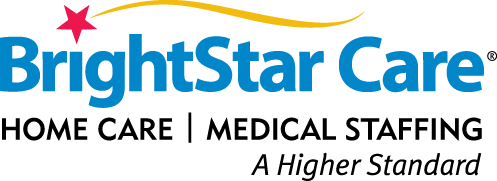 BrightStar Care®
HOME CARE | MEDICAL STAFFING
A Higher Standard